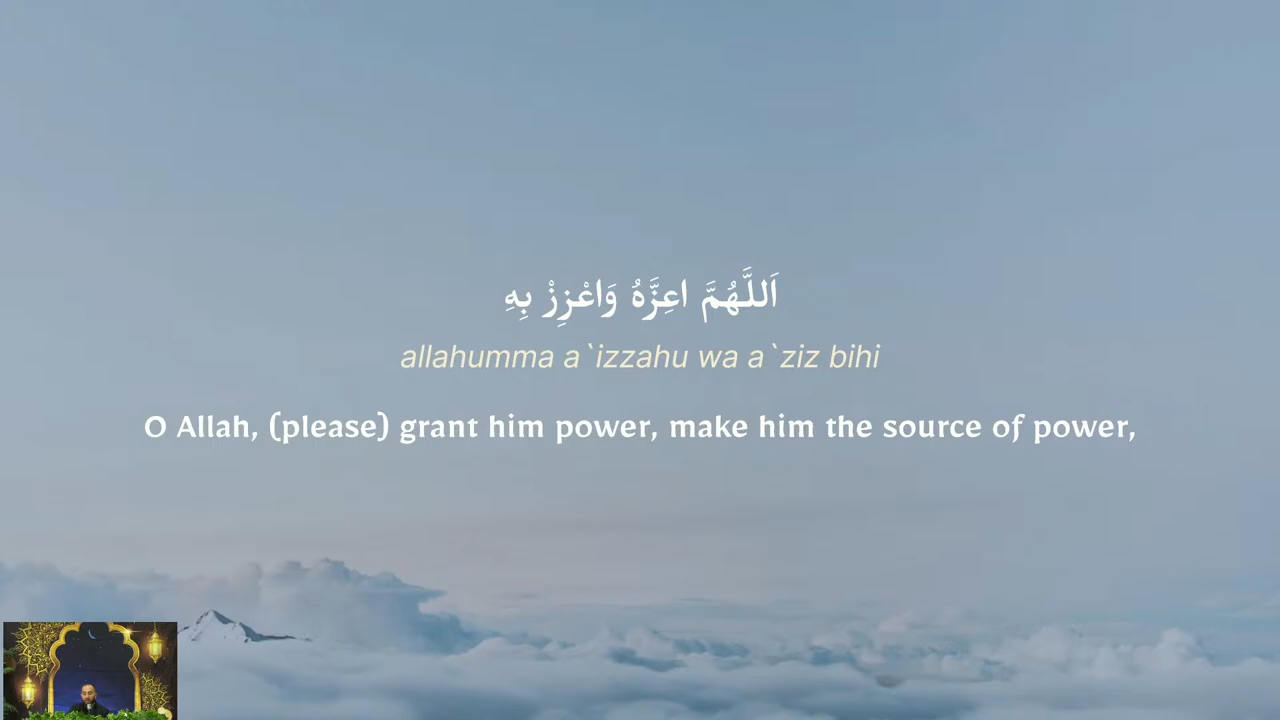 اَللَّهُمَّ اعِزَّهُ وَاعْزِزْ بِهِ
allahumma a`izzahu wa a`ziz bihi
O Allah, (please) grant him power, make him the source of power,